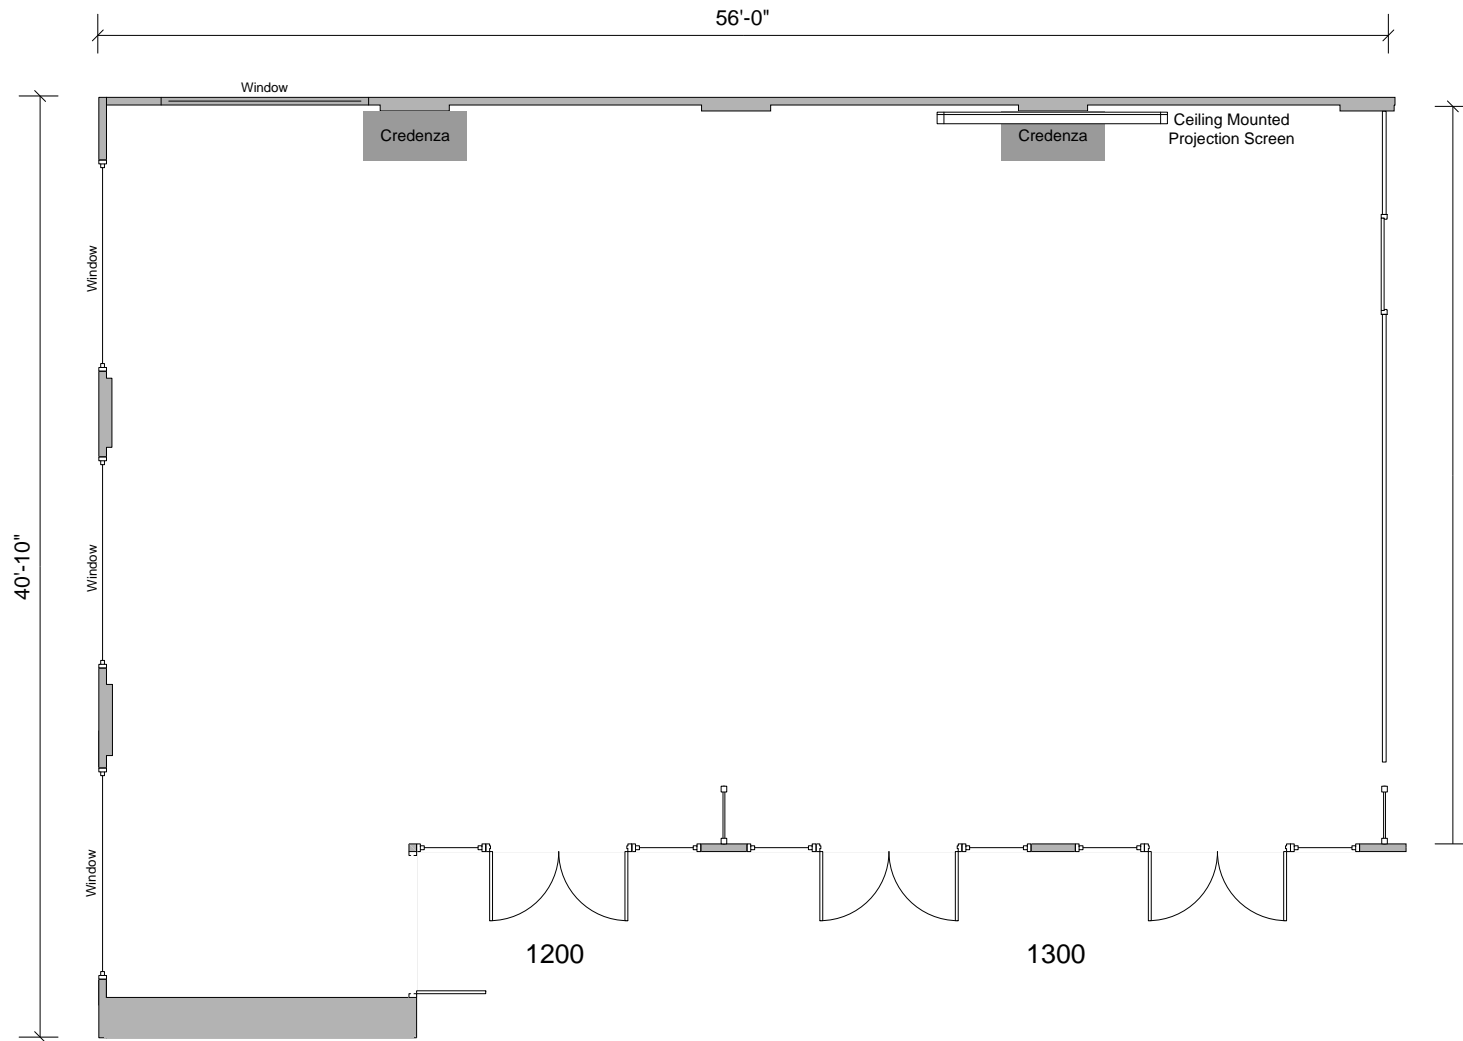 56'-0"
Window
Credenza
Credenza
Ceiling Mounted
Projection Screen
Window
40'-10"
Window
Window
1200
1300